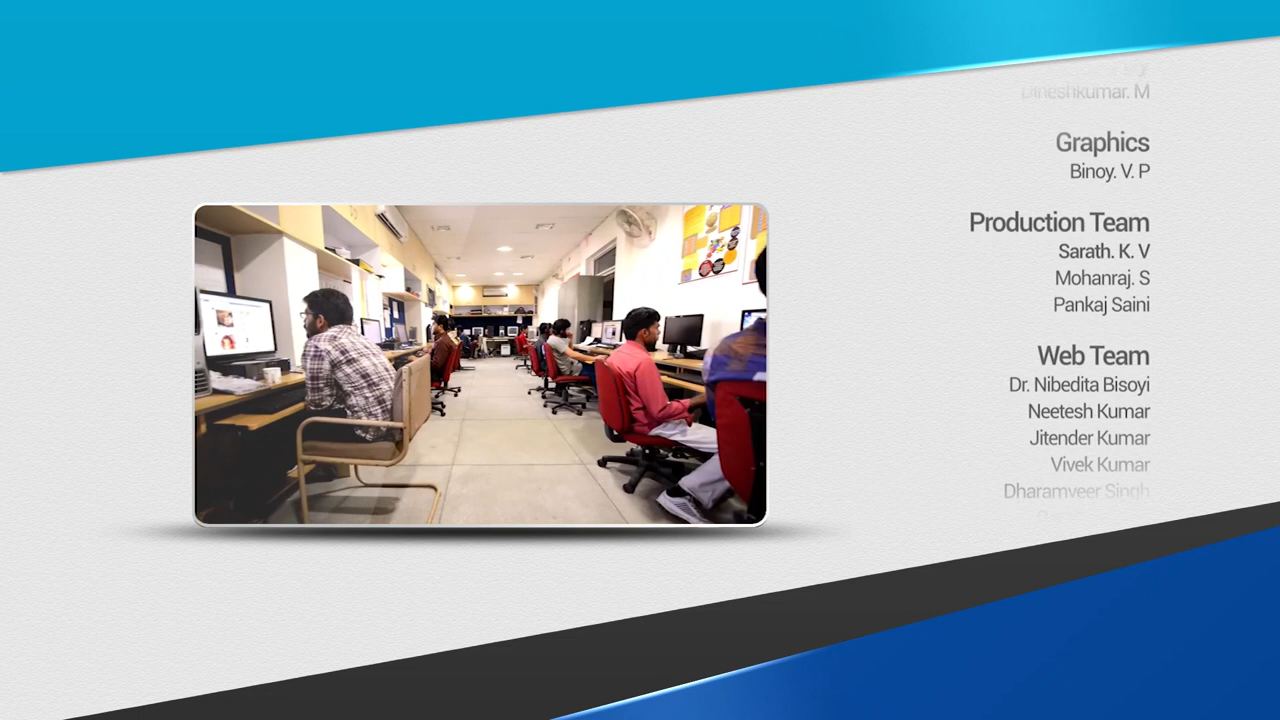 Dineshkumar. M
Graphics
Binoy. V. P
Production Team
Sarath. K. V
Mohanraj. S
Pankaj Saini
Web Team
Dr. Nibedita Bisoyi
Neetesh Kumar
Jitender Kumar
Vivek Kumar
Dharamveer Singh